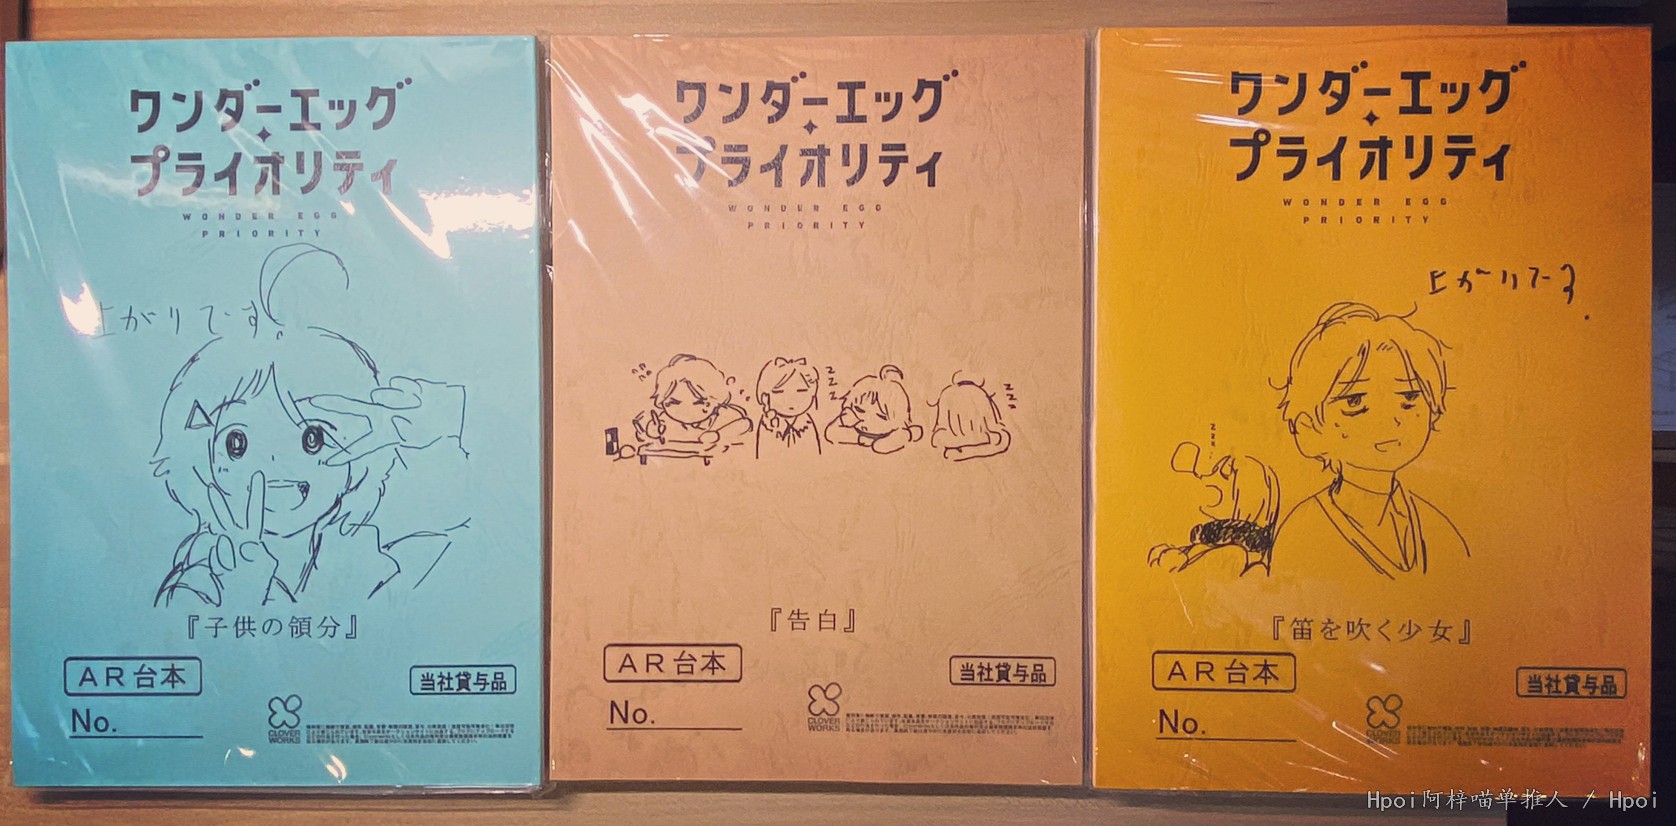 ワンダーエッグ
プライオリティ
WONDER EGG
PRIORITY
上がりです
『子供の領分』
AR台本
当社貸与品
No.
CLOVER
WORKS
ワンダーエッグ
プライオリティ
WONDER EGG
PRIORITY
z z z
z z z
『告白』
AR台本
当社貸与品
No.
CLOVER
WORKS
ワンダーエッグ
プライオリティ
WONDER EGG
PRIORITY
上がりです.
z z z
『笛を吹く少女』
AR台本
当社貸与品
No.
CLOVER
WORKS
Hpoi阿梓喵单推人 / Hpoi